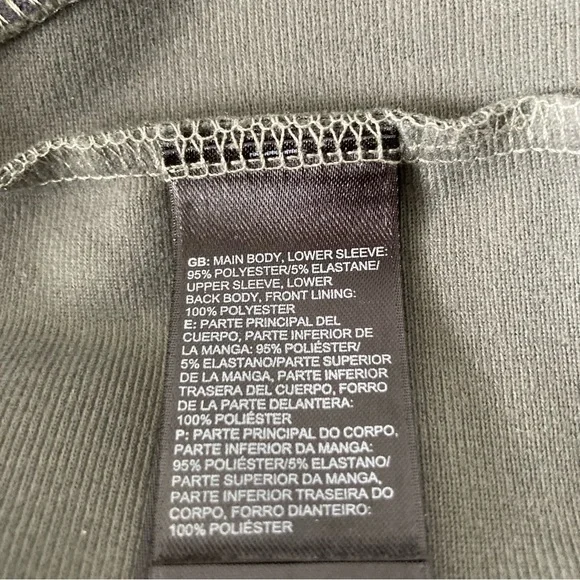 GB: MAIN BODY, LOWER SLEEVE:
95% POLYESTER/5% ELASTANE/
UPPER SLEEVE, LOWER
BACK BODY, FRONT LINING:
100% POLYESTER
E: PARTE PRINCIPAL DEL
CUERPO, PARTE INFERIOR DE
LA MANGA: 95% POLIÉSTER/
5% ELASTANO/PARTE SUPERIOR
DE LA MANGA, PARTE INFERIOR
TRASERA DEL CUERPO, FORRO
DE LA PARTE DELANTERA:
100% POLIÉSTER
P: PARTE PRINCIPAL DO CORPO,
PARTE INFERIOR DA MANGA:
95% POLIÉSTER/5% ELASTANO/
PARTE SUPERIOR DA MANGA,
PARTE INFERIOR TRASEIRA DO
CORPO, FORRO DIANTEIRO:
100% POLIÉSTER